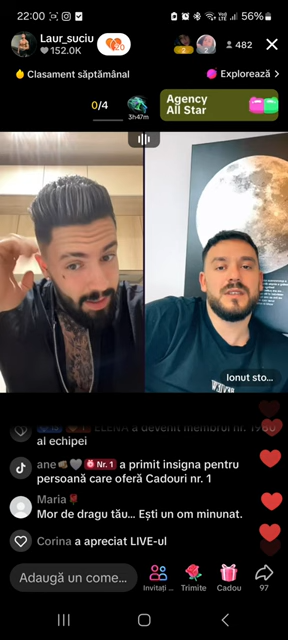 22:00
56%
Laur_suciu
152.0K
20
2
482
Clasament săptămânal
Explorează >
0/4
3h47m
Agency
All Star
Ionut sto...
ELENA a devenit membrul nr.
al echipei
ane Nr. 1 a primit insigna pentru
persoana care oferă Cadouri nr. 1
Maria
Mor de dragu tău... Ești un om minunat.
Corina a apreciat LIVE-ul
Adaugă un come...
Invitați ...
Trimite
Cadou
97